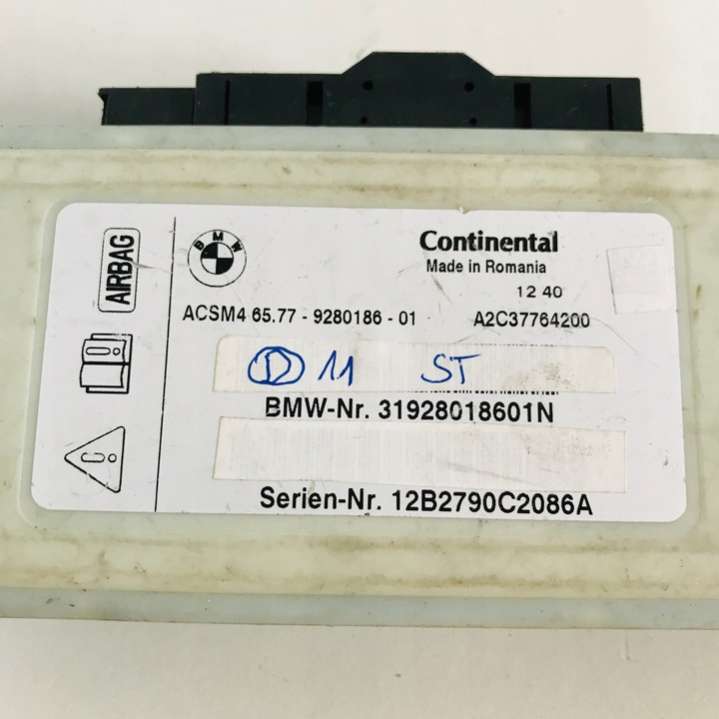 AIRBAG
BMW
Continental
Made in Romania
12 40
ACSM4 65.77 - 9280186 - 01 A2C37764200
D 11 ST
BMW-Nr. 31928018601N
Serien-Nr. 12B2790C2086A